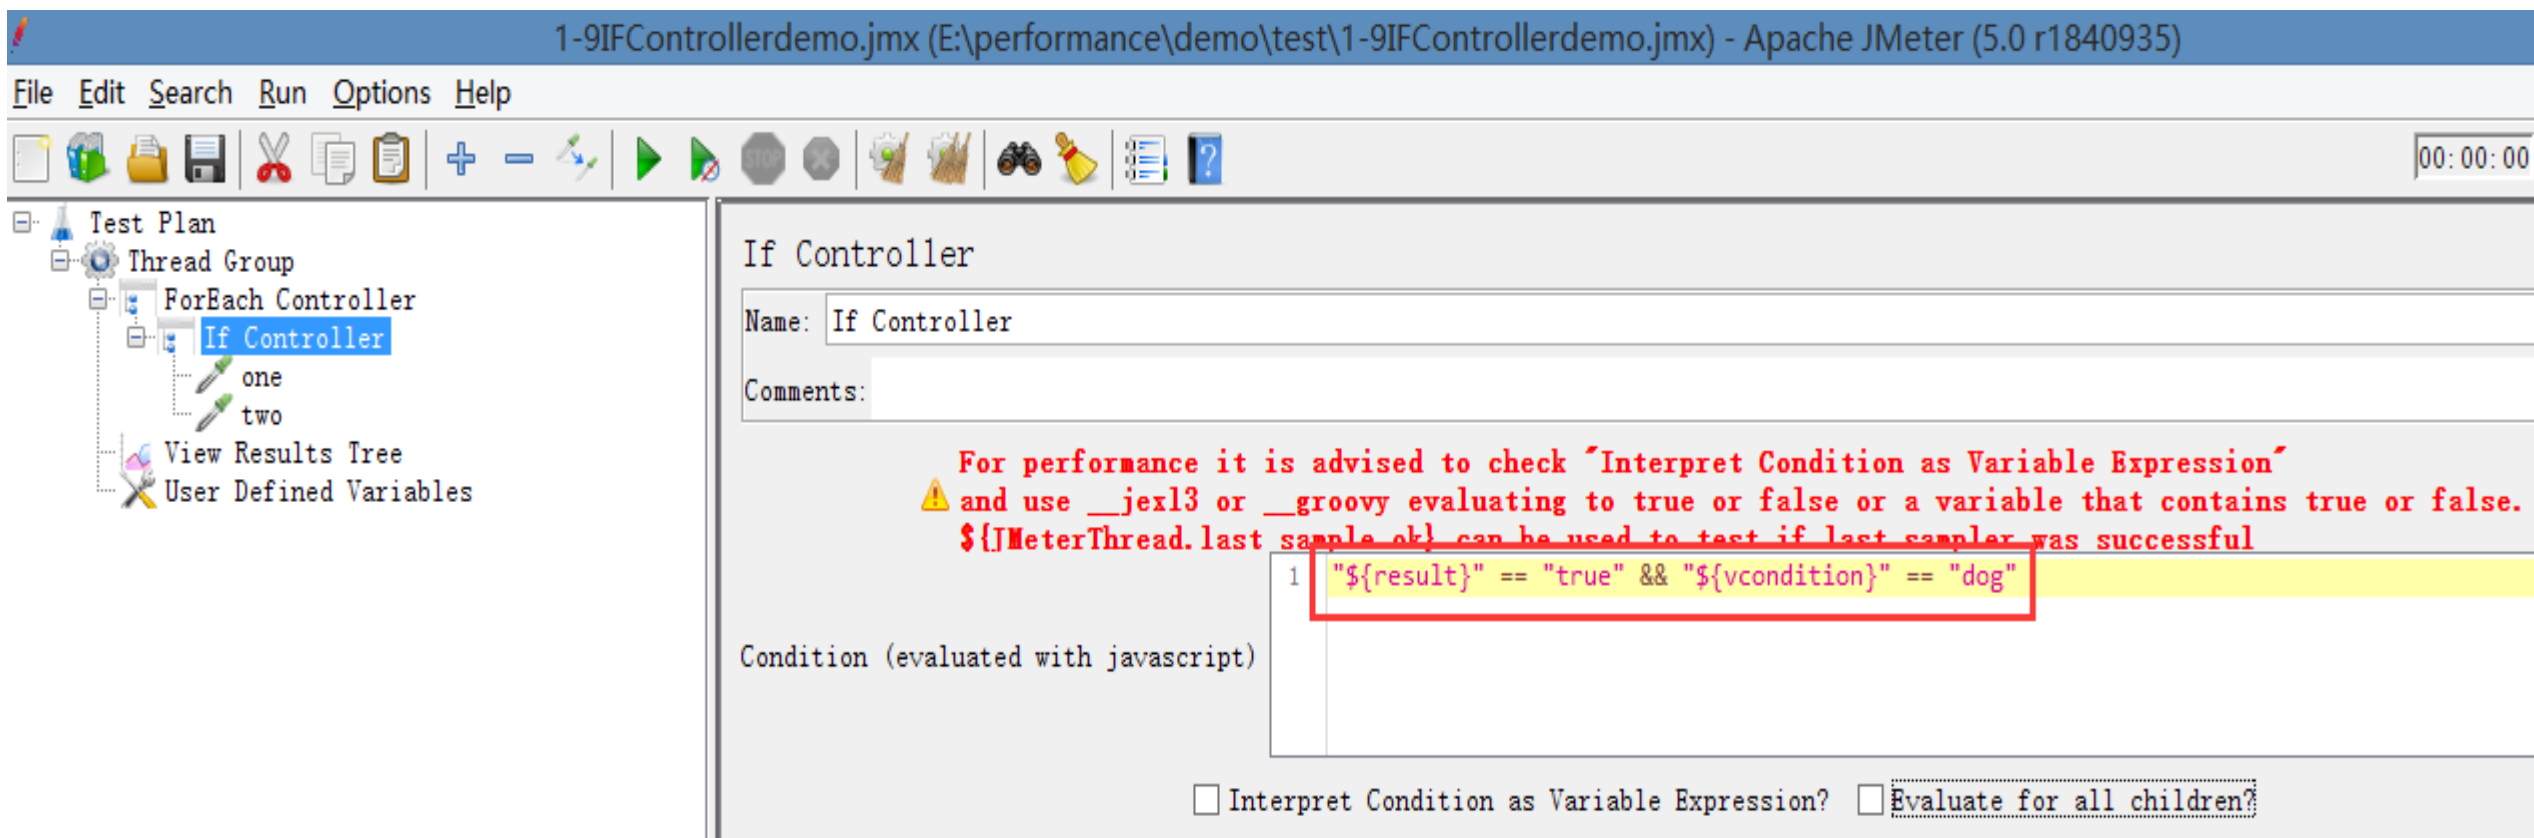 1-9IFControllerdemo.jmx (E:\performance\demo\test\1-9IFControllerdemo.jmx) - Apache JMeter (5.0 r1840935)
File Edit Search Run Options Help
STOP
?
00:00:00
Test Plan
Thread Group
ForEach Controller
If Controller
one
two
View Results Tree
User Defined Variables
If Controller
Name: If Controller
Comments:
For performance it is advised to check "Interpret Condition as Variable Expression"
and use __jexl3 or __groovy evaluating to true or false or a variable that contains true or false.
${JMeterThread.last_sample_ok} can be used to test if last sampler was successful
1 "${result}" == "true" && "${vcondition}" == "dog"
Condition (evaluated with javascript)
Interpret Condition as Variable Expression? Evaluate for all children?